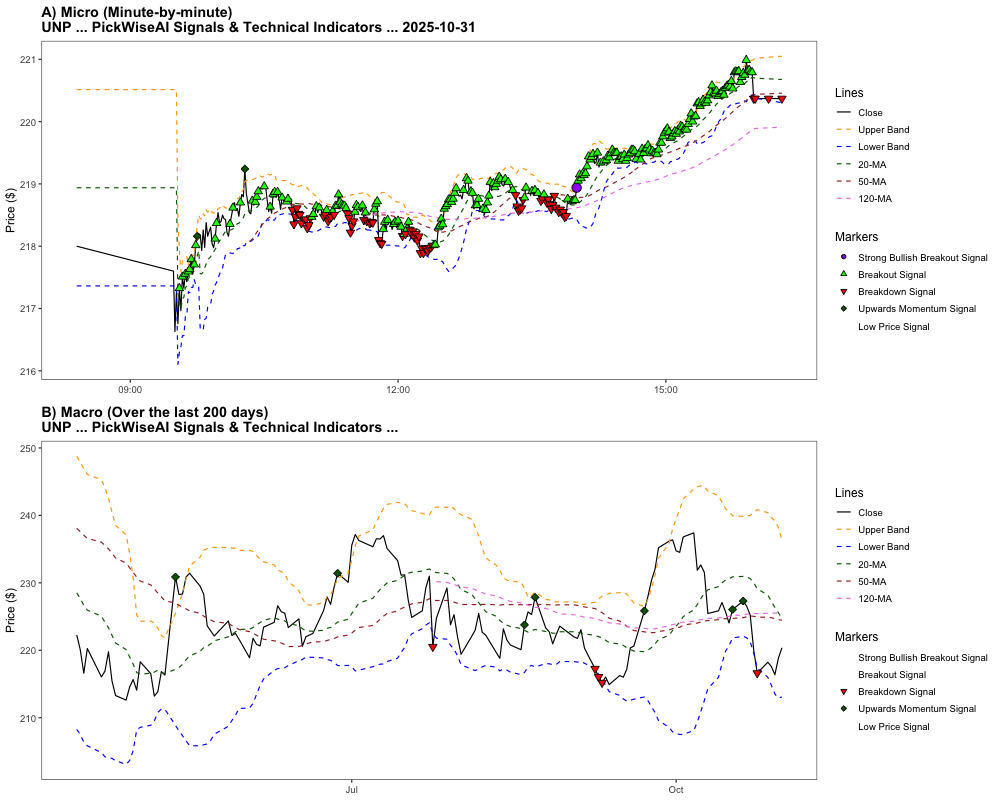 A) Micro (Minute-by-minute)
UNP ... PickWiseAI Signals & Technical Indicators ... 2025-10-31
Price ($)
221
220
219
218
217
216
09:00
12:00
15:00
Lines
Close
Upper Band
Lower Band
20-MA
50-MA
120-MA
Markers
Strong Bullish Breakout Signal
Breakout Signal
Breakdown Signal
Upwards Momentum Signal
Low Price Signal
B) Macro (Over the last 200 days)
UNP ... PickWiseAI Signals & Technical Indicators ...
Price ($)
250
240
230
220
210
Jul
Oct
Lines
Close
Upper Band
Lower Band
20-MA
50-MA
120-MA
Markers
Strong Bullish Breakout Signal
Breakout Signal
Breakdown Signal
Upwards Momentum Signal
Low Price Signal